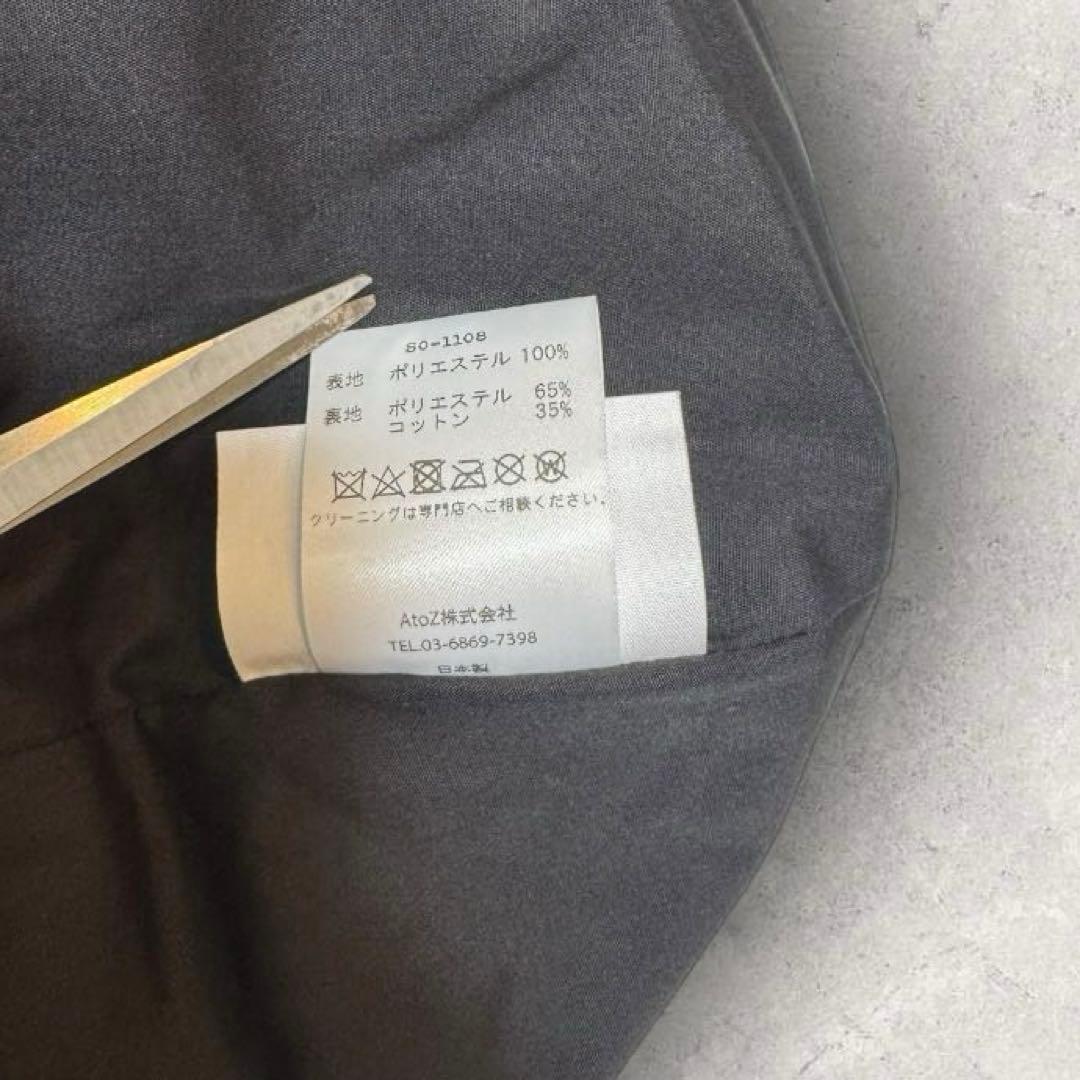 SO-1108
表地 ポリエステル 100%
裏地 ポリエステル 65%
コットン 35%
W
クリーニングは専門店へご相談ください。
AtoZ株式会社
TEL.03-6869-7398
日本製